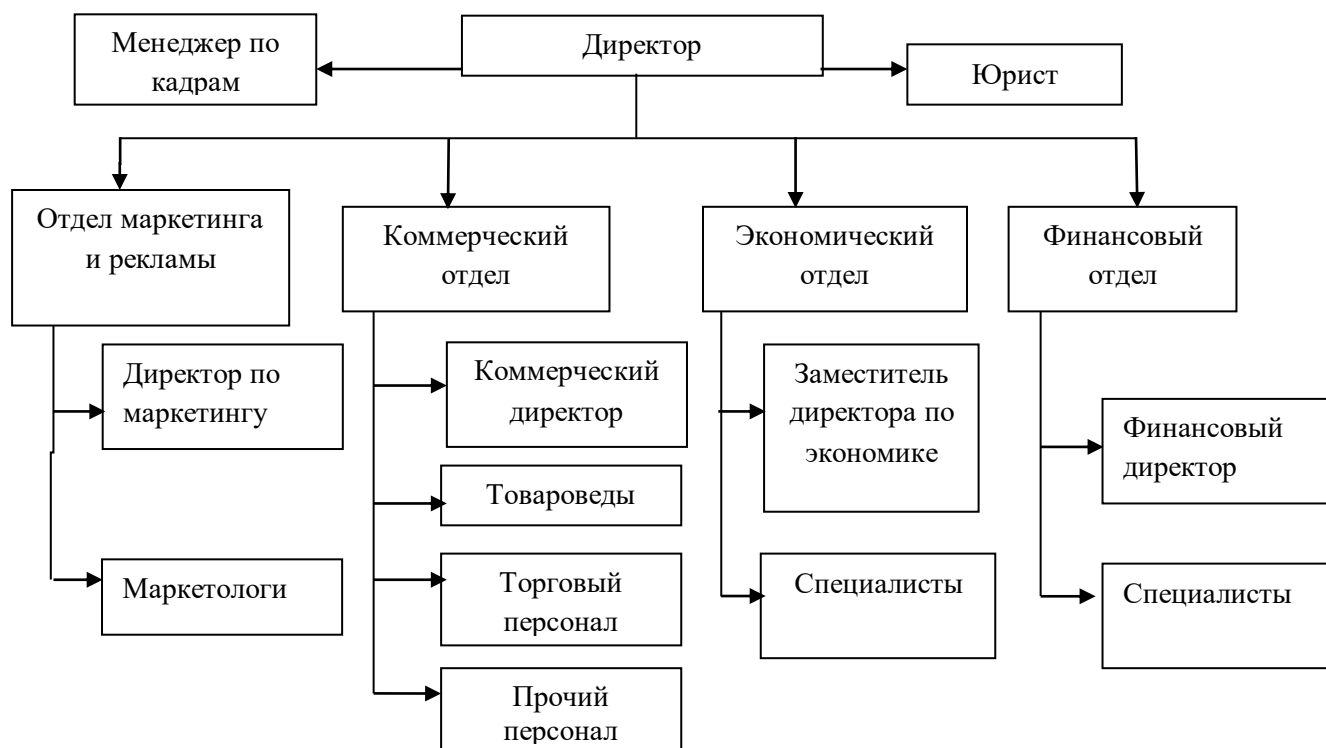 Менеджер по
кадрам
Директор
Юрист
Отдел маркетинга
и рекламы
Коммерческий
отдел
Экономический
отдел
Финансовый
отдел
Директор по
маркетингу
Маркетологи
Коммерческий
директор
Товароведы
Торговый
персонал
Прочий
персонал
Заместитель
директора по
экономике
Специалисты
Финансовый
директор
Специалисты